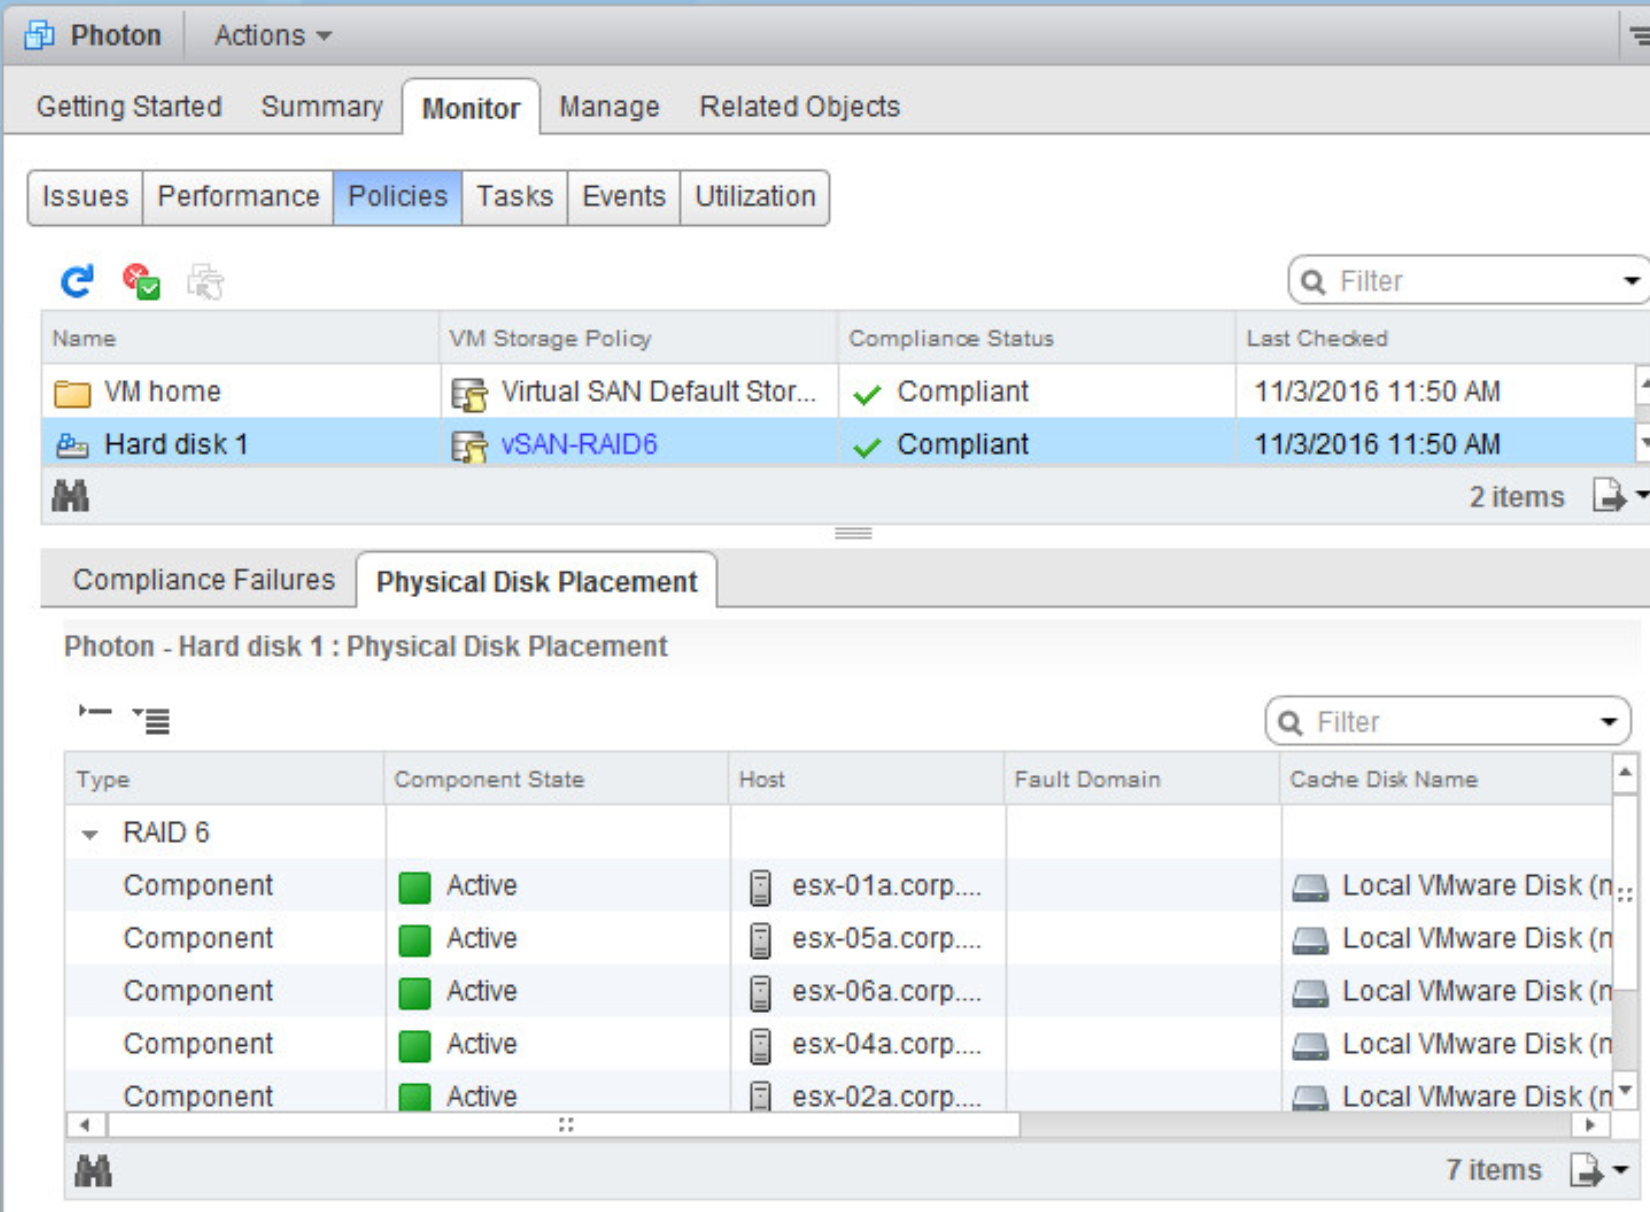 Photon Actions
Getting Started Summary Monitor Manage Related Objects
Issues Performance Policies Tasks Events Utilization
Filter
Name VM Storage Policy Compliance Status Last Checked
VM home Virtual SAN Default Stor... Compliant 11/3/2016 11:50 AM
Hard disk 1 vSAN-RAID6 Compliant 11/3/2016 11:50 AM
2 items
Compliance Failures Physical Disk Placement
Photon - Hard disk 1 : Physical Disk Placement
Filter
Type Component State Host Fault Domain Cache Disk Name
RAID 6
Component Active esx-01a.corp.... Local VMware Disk (n
Component Active esx-05a.corp.... Local VMware Disk (n
Component Active esx-06a.corp.... Local VMware Disk (n
Component Active esx-04a.corp.... Local VMware Disk (n
Component Active esx-02a.corp.... Local VMware Disk (n
7 items